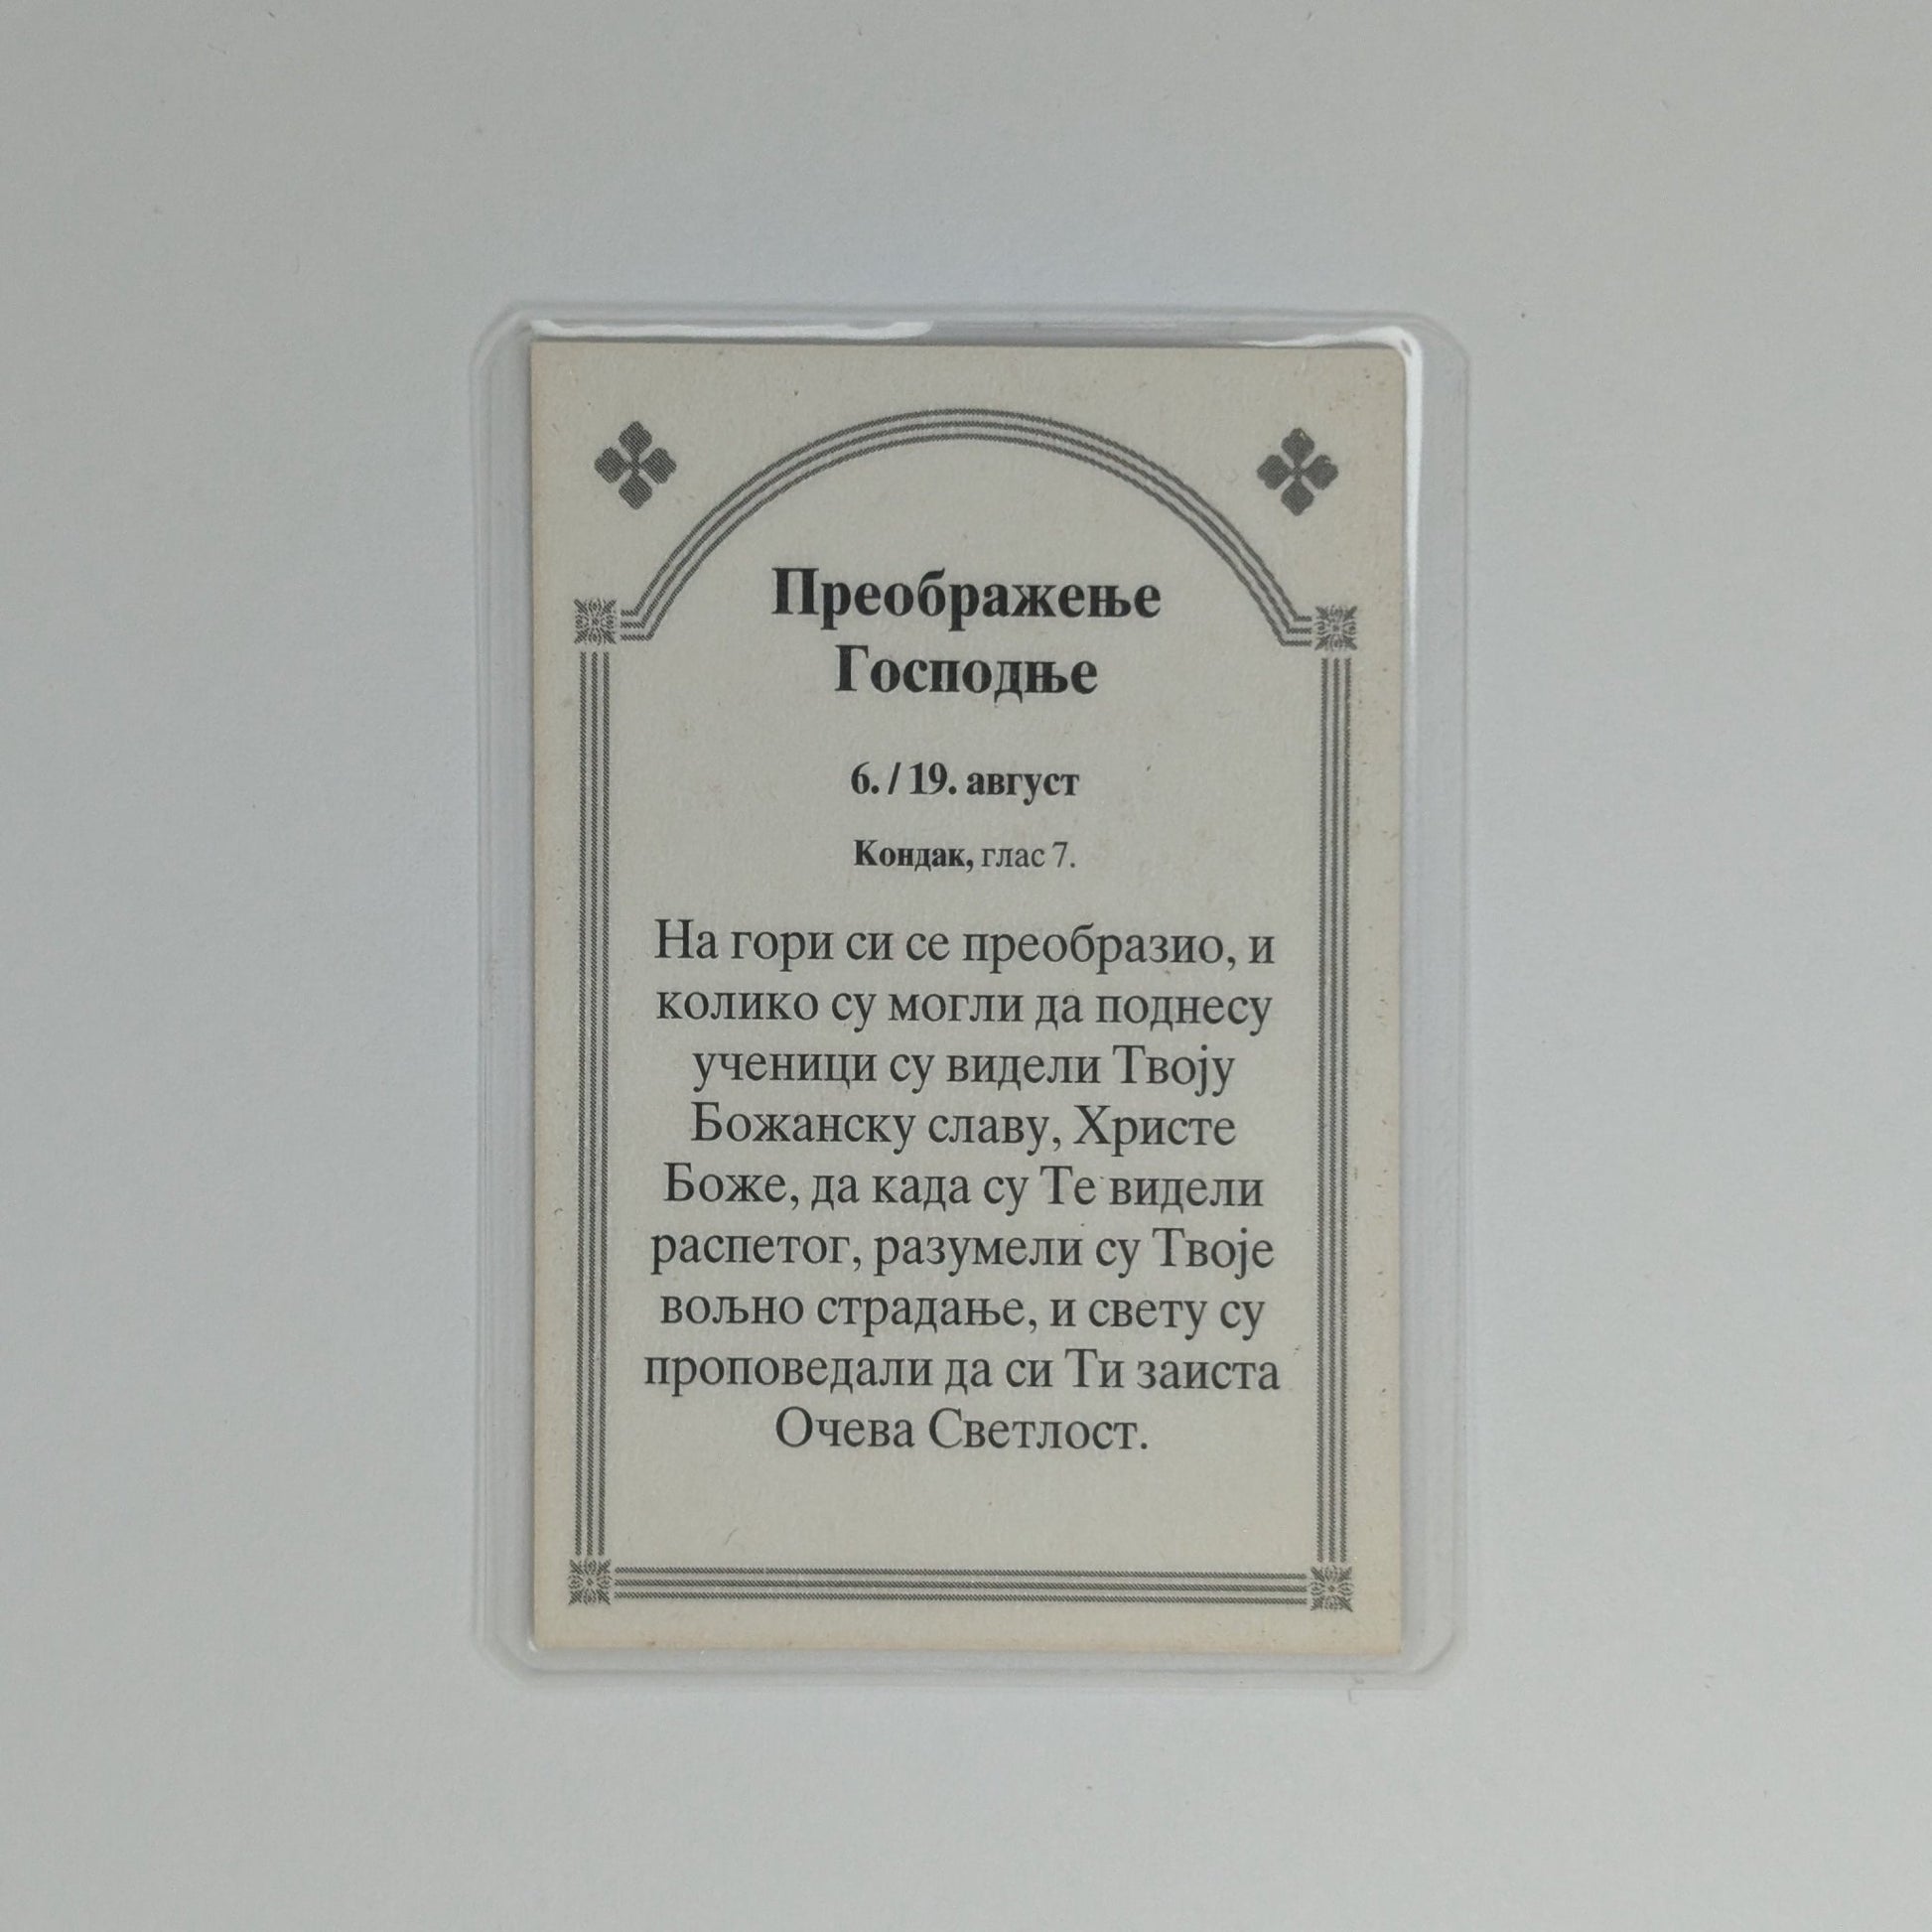 Преображење
Господње
6. / 19. август
Кондак, глас 7.
На гори си се преобразио, и
колико су могли да поднесу
ученици су видели Твоју
Божанску славу, Христе
Боже, да када су Те видели
распетог, разумели су Твоје
вољно страдање, и свету су
проповедали да си Ти заиста
Очева Светлост.